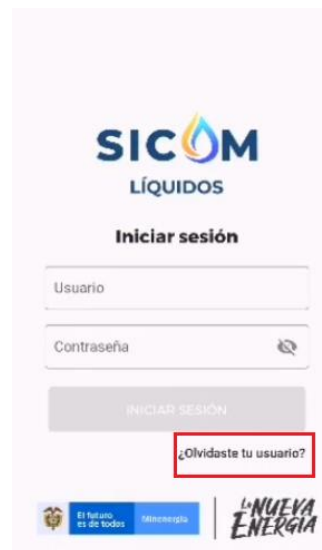 SICOM
LÍQUIDOS
Iniciar sesión
Usuario
Contraseña
INICIAR SESIÓN
¿Olvidaste tu usuario?
El futuro
es de todos
Minenergía
LA NUEVA
ENERGÍA